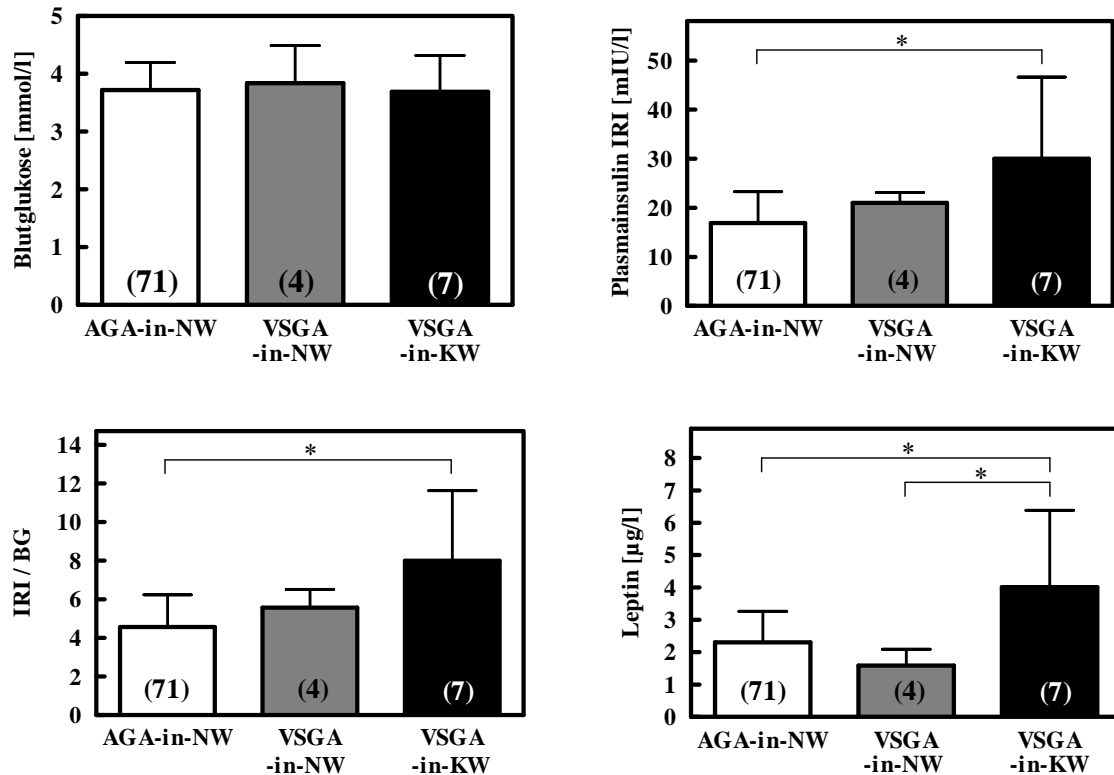 Blutglukose [mmol/l]
5
4
3
2
1
0
(71)
(4)
(7)
AGA-in-NW
VSGA
-in-NW
VSGA
-in-KW
Plasmainsulin IRI [mIU/l]
50
40
30
20
10
0
*
(71)
(4)
(7)
AGA-in-NW
VSGA
-in-NW
VSGA
-in-KW
IRI / BG
14
12
10
8
6
4
2
0
*
(71)
(4)
(7)
AGA-in-NW
VSGA
-in-NW
VSGA
-in-KW
Leptin [µg/l]
8
7
6
5
4
3
2
1
0
*
*
(71)
(4)
(7)
AGA-in-NW
VSGA
-in-NW
VSGA
-in-KW